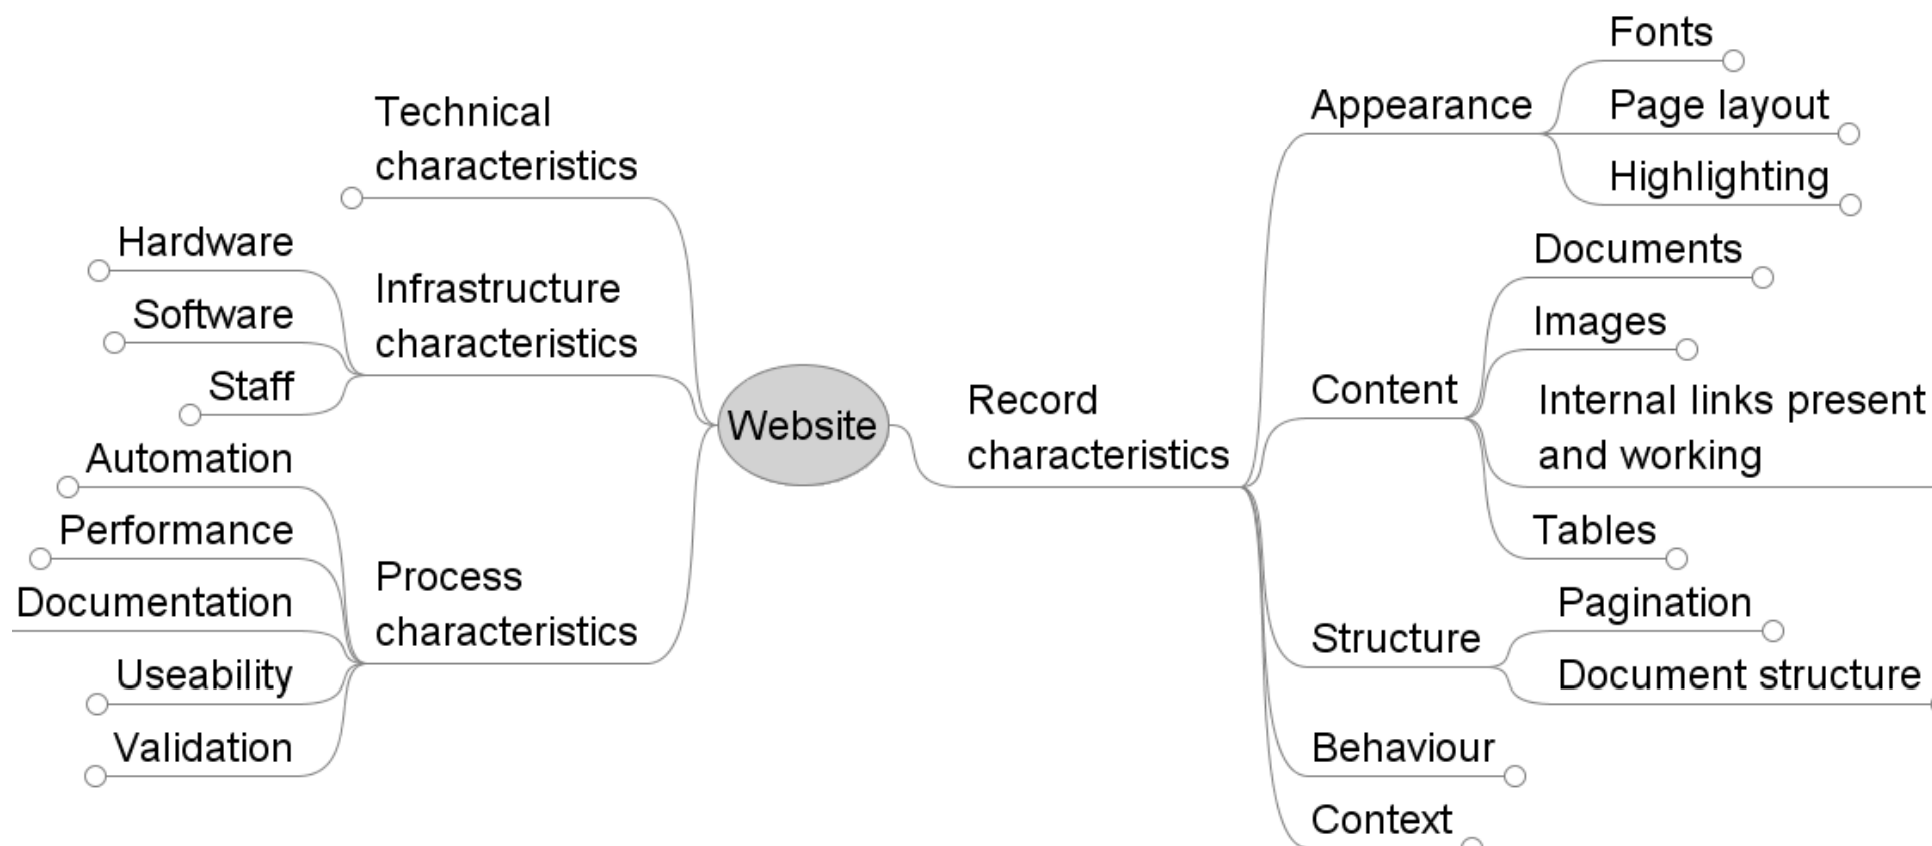 Technical
characteristics
Hardware
Software
Staff
Infrastructure
characteristics
Automation
Performance
Documentation
Useability
Validation
Process
characteristics
Website
Record
characteristics
Appearance
Fonts
Page layout
Highlighting
Content
Documents
Images
Internal links present
and working
Tables
Structure
Pagination
Document structure
Behaviour
Context